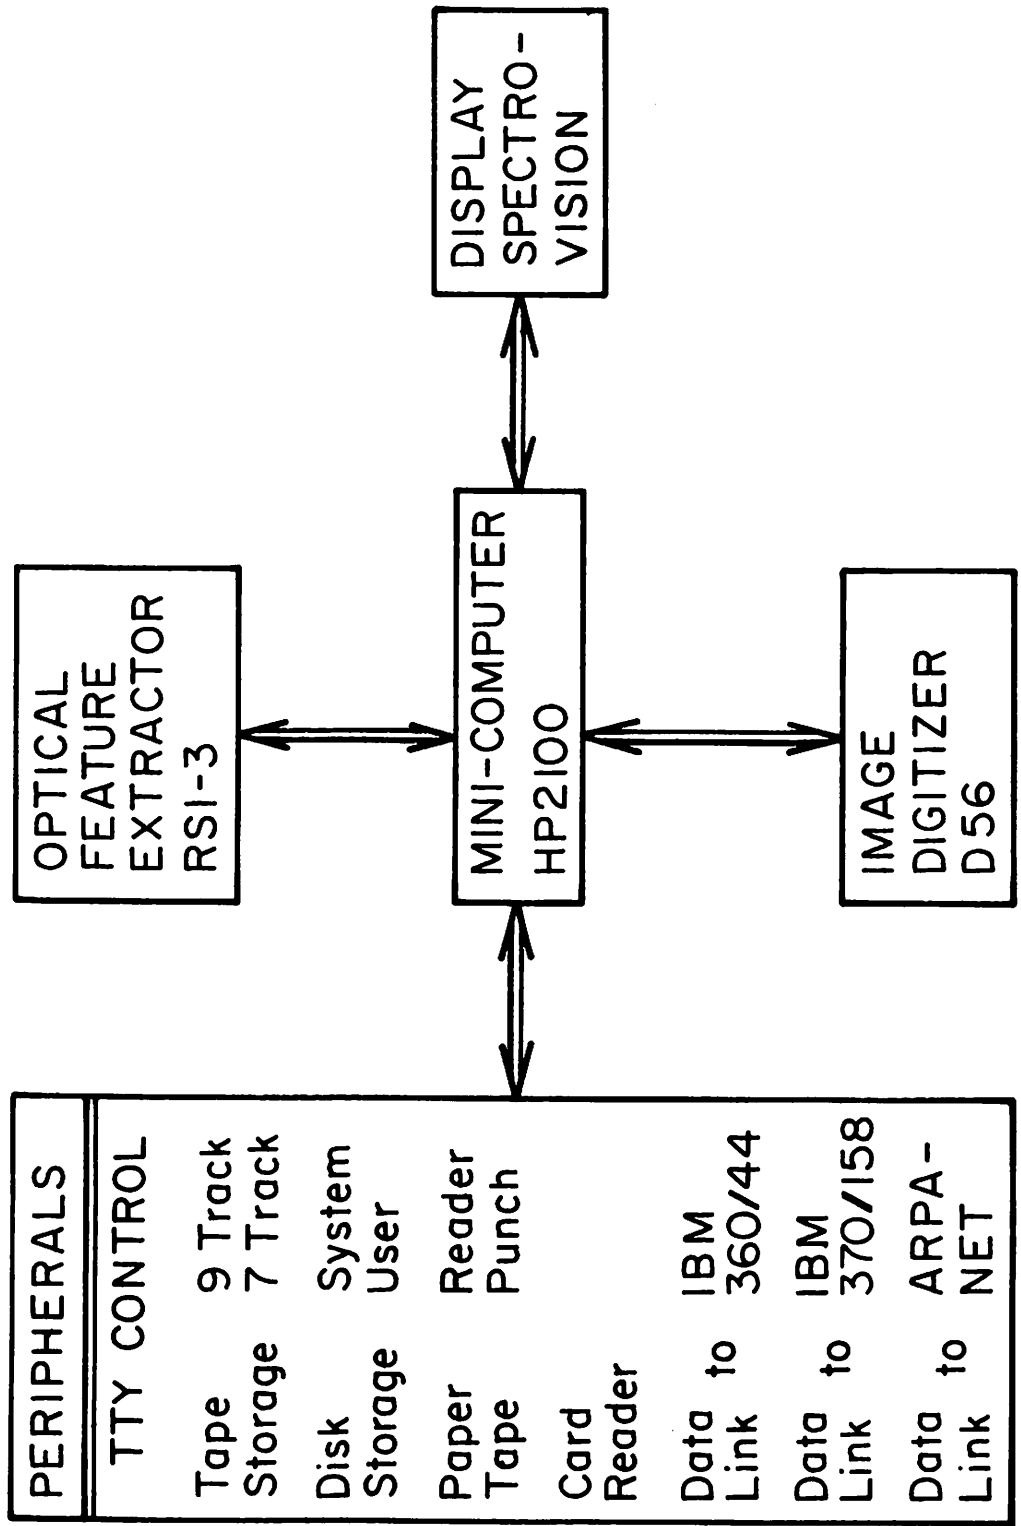 PERIPHERALS
TTY CONTROL
Tape 9 Track
Storage 7 Track
Disk System
Storage User
Paper Reader
Tape Punch
Card
Reader
Data to IBM
Link 360/44
Data to IBM
Link 370/158
Data to ARPA-
Link NET
OPTICAL
FEATURE
EXTRACTOR
RSI-3
MINI-COMPUTER
HP2100
IMAGE
DIGITIZER
D56
DISPLAY
SPECTRO-
VISION